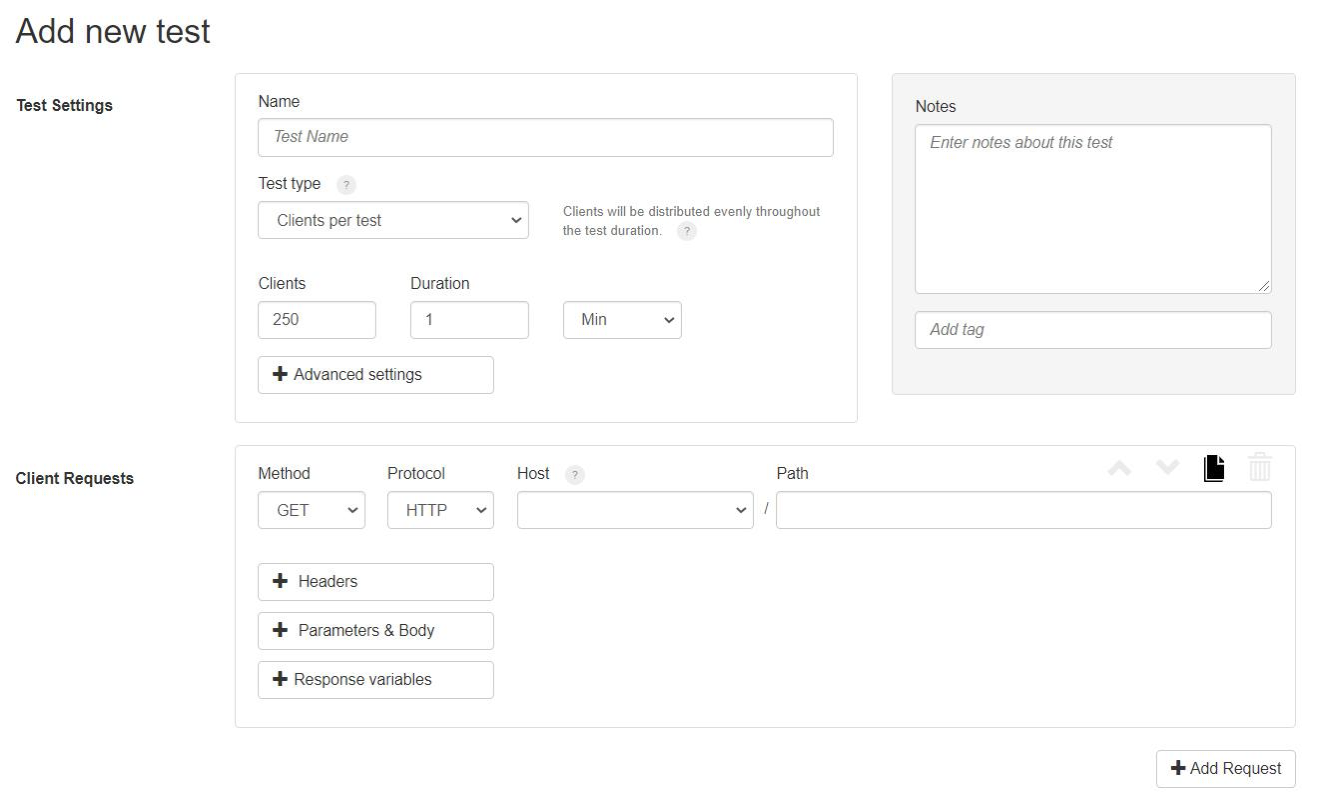 Add new test
Test Settings
Name
Test Name
Test type ?
Clients per test
Clients will be distributed evenly throughout
the test duration. ?
Clients Duration
250 1 Min
Advanced settings
Notes
Enter notes about this test
Add tag
Client Requests
Method Protocol Host ? Path
GET HTTP /
Headers
Parameters & Body
Response variables
Add Request